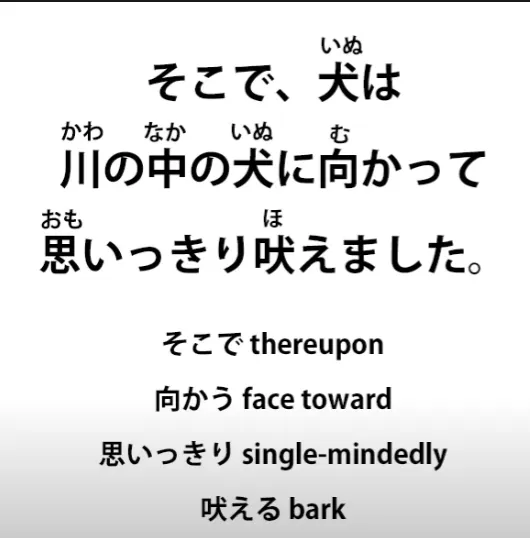 いぬ
そこで、犬は
かわ なか いぬ む
川の中の犬に向かって
おも ほ
思いっきり吠えました。
そこで thereupon
向かう face toward
思いっきり single-mindedly
吠える bark